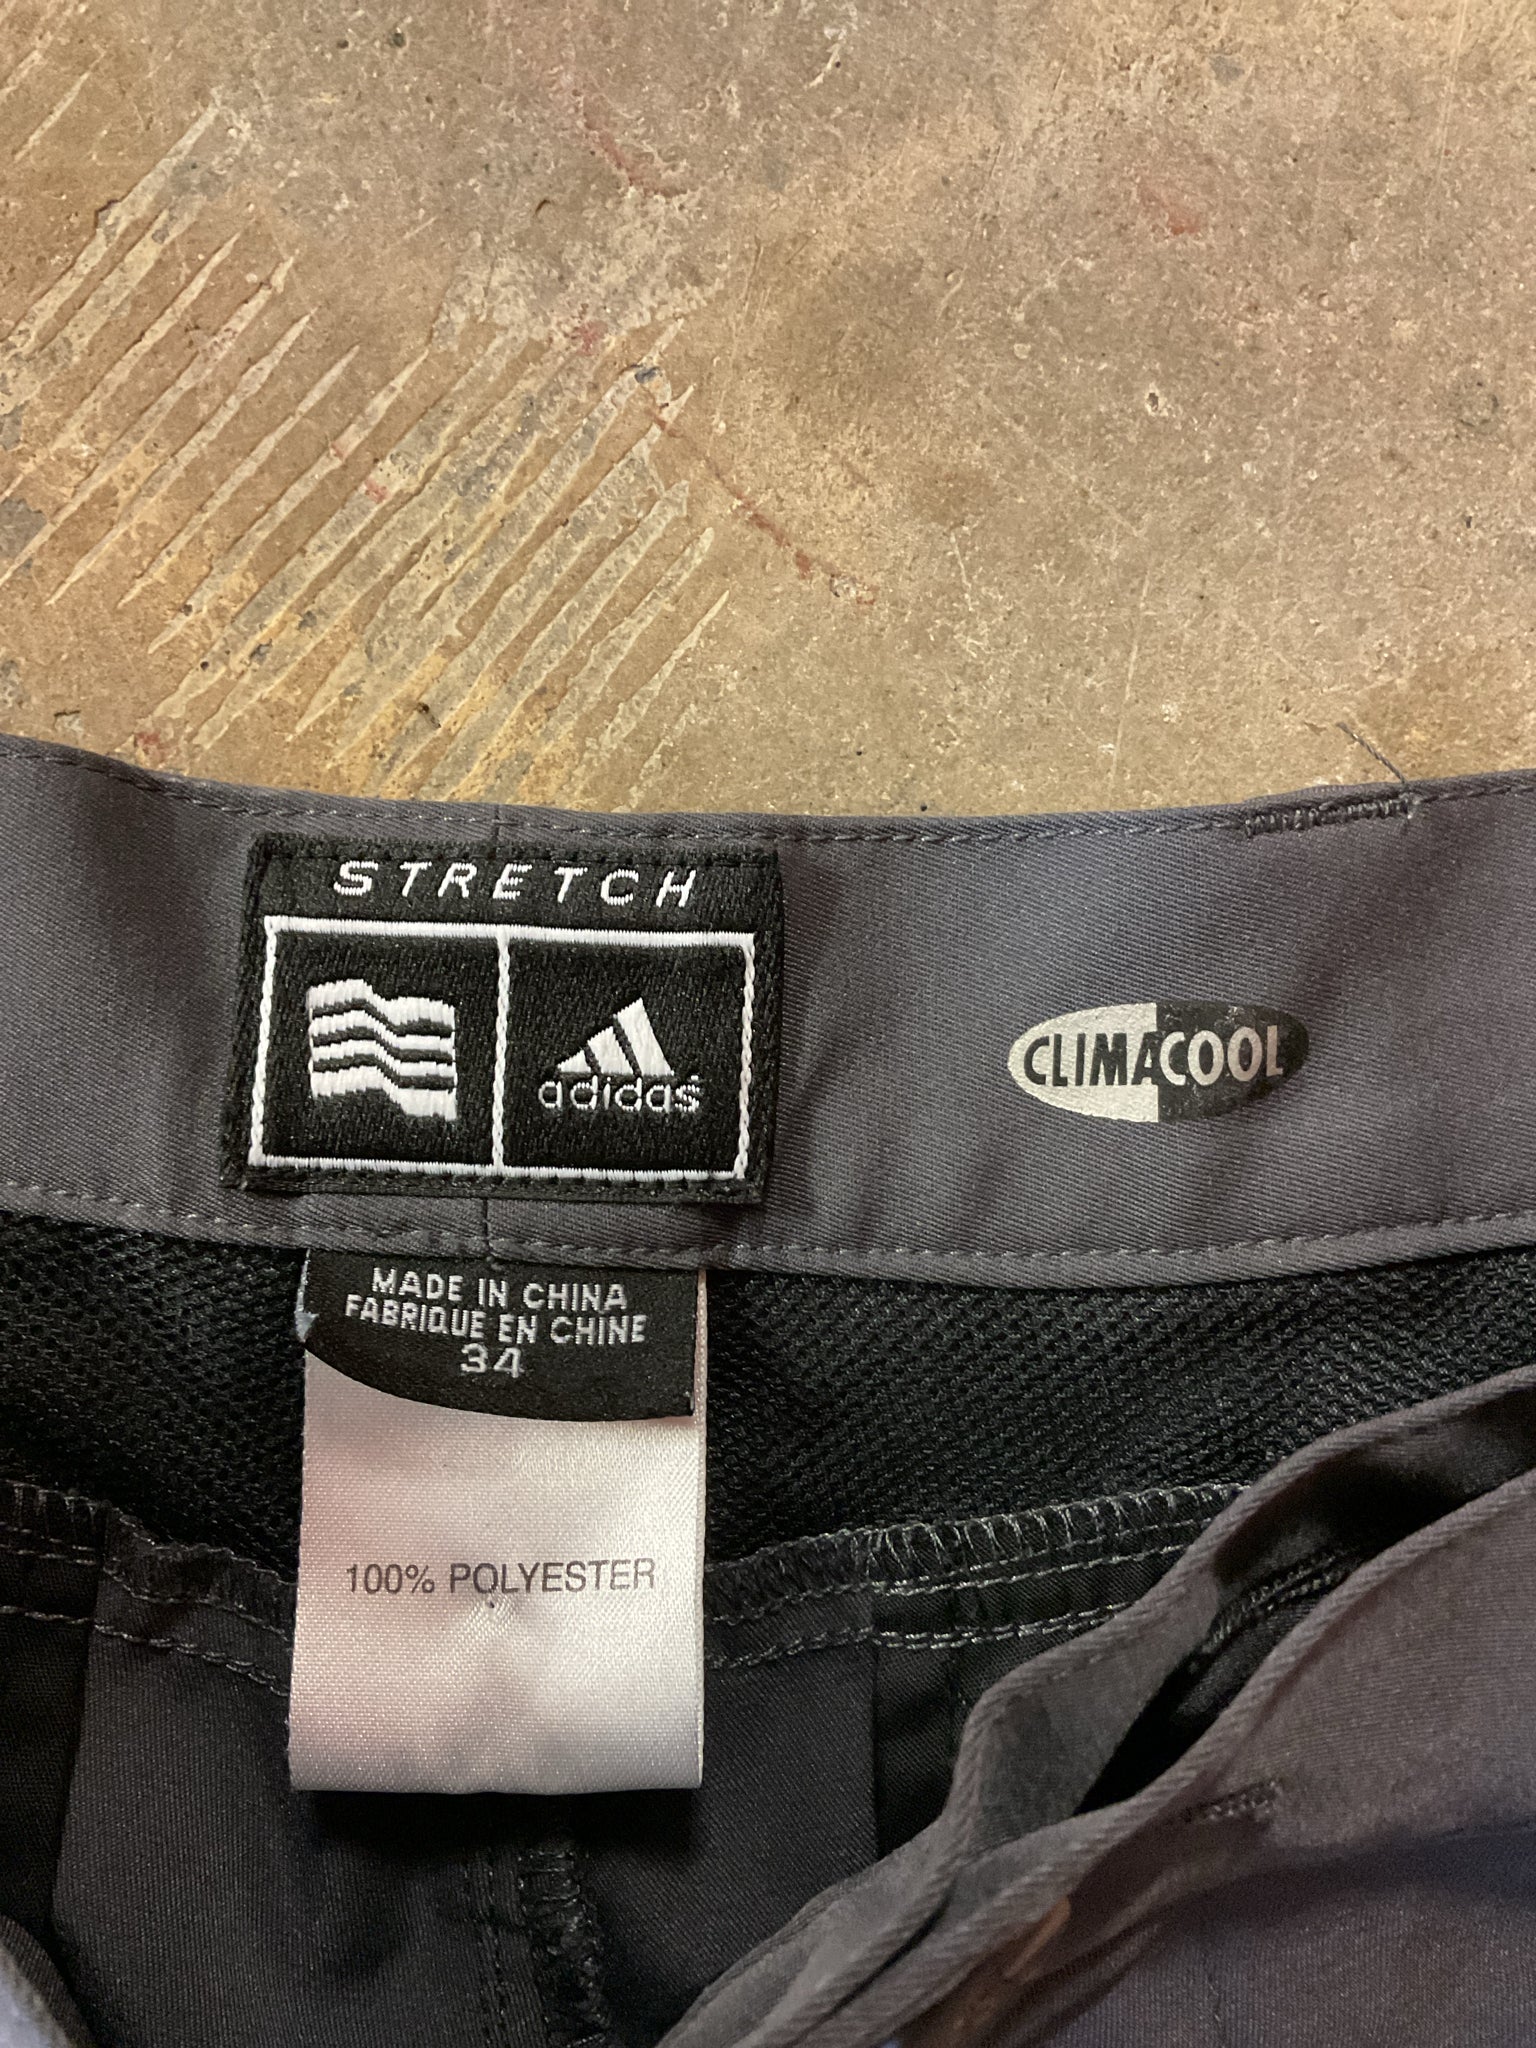 STRETCH
adidas
CLIMACOOL
MADE IN CHINA
FABRIQUE EN CHINE
34
100% POLYESTER